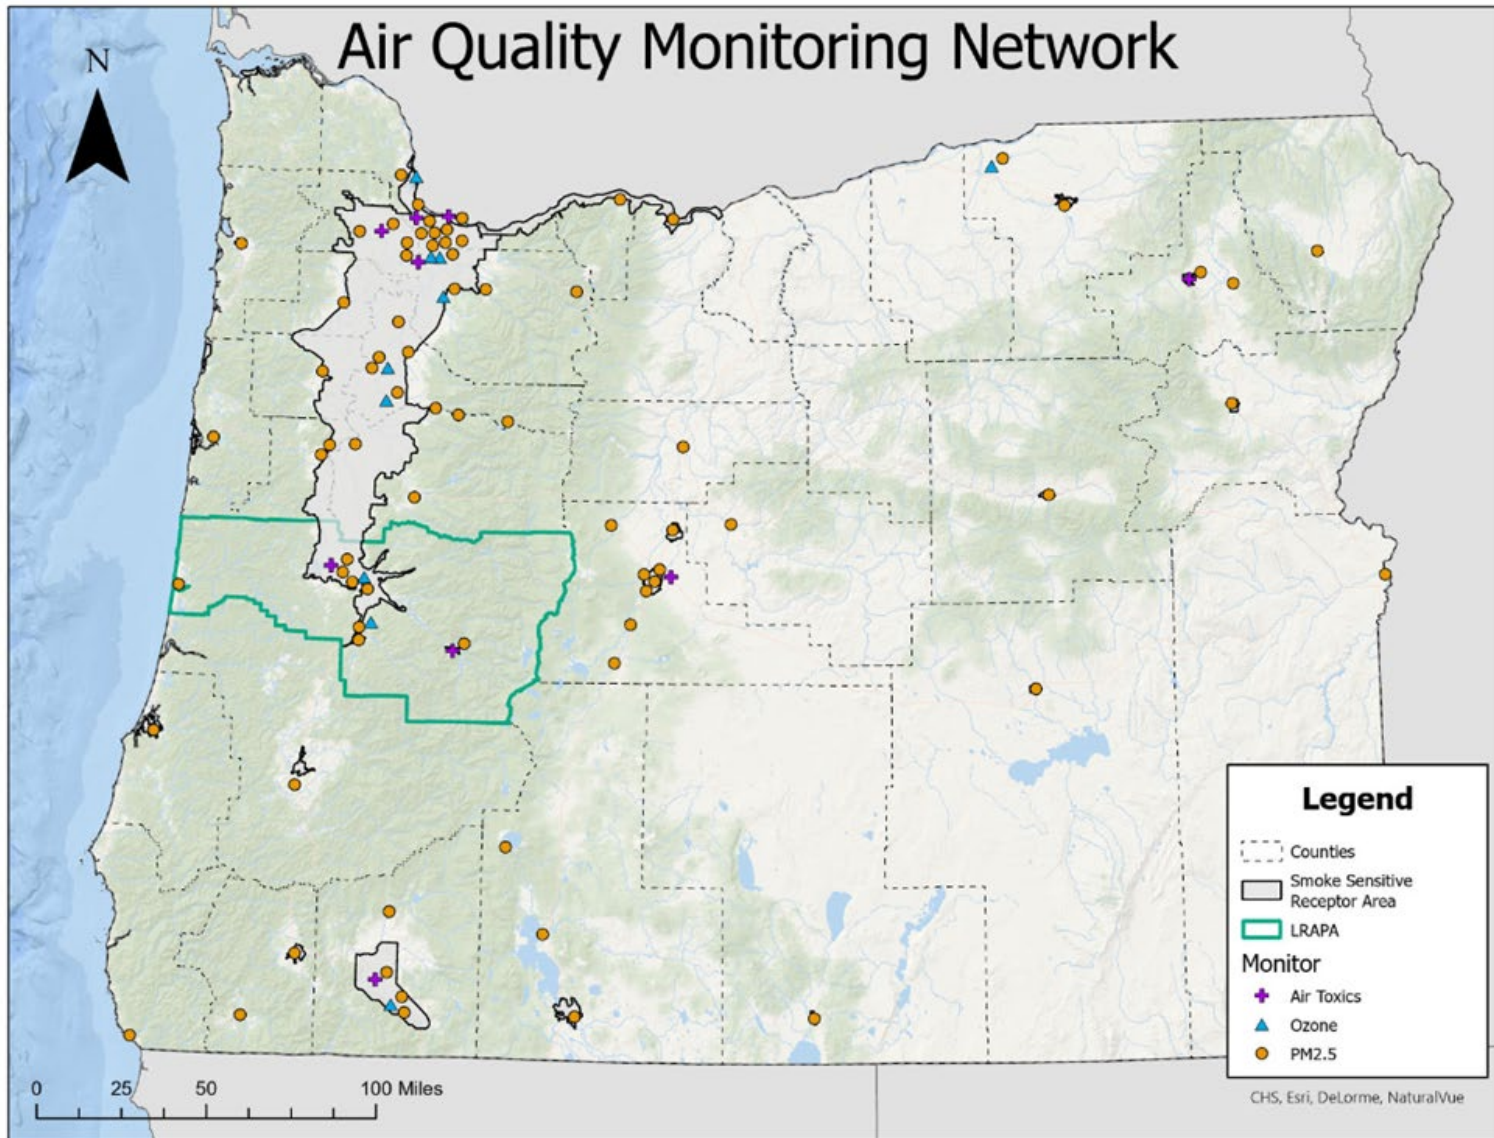 Air Quality Monitoring Network
N
Legend
Counties
Smoke Sensitive
Receptor Area
LRAPA
Monitor
Air Toxics
Ozone
PM2.5
0 25 50 100 Miles
CHS, Esri, DeLorme, NaturalVue